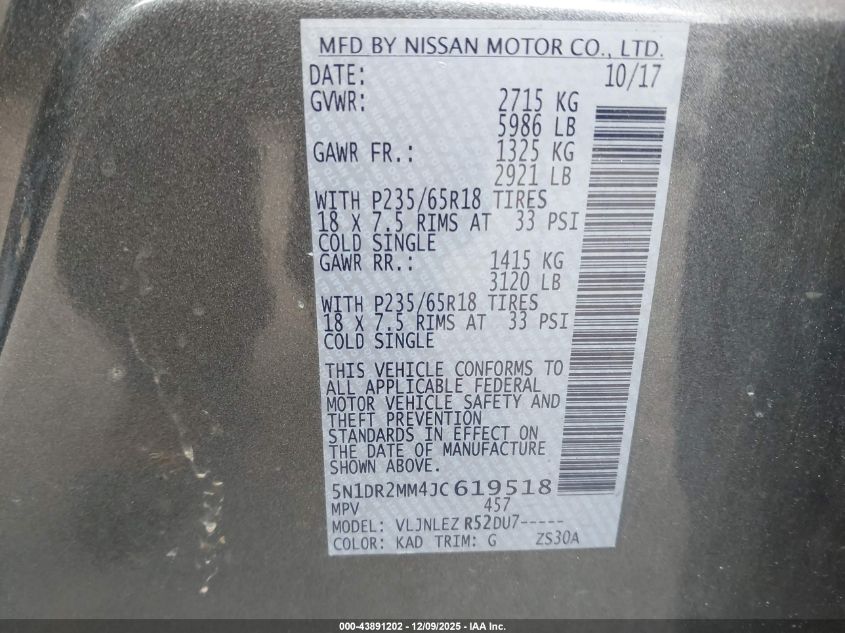 MFD BY NISSAN MOTOR CO., LTD.
DATE: 10/17
GVWR: 2715 KG
5986 LB
GAWR FR.: 1325 KG
2921 LB
WITH P235/65R18 TIRES
18 X 7.5 RIMS AT 33 PSI
COLD SINGLE
GAWR RR.: 1415 KG
3120 LB
WITH P235/65R18 TIRES
18 X 7.5 RIMS AT 33 PSI
COLD SINGLE
THIS VEHICLE CONFORMS TO
ALL APPLICABLE FEDERAL
MOTOR VEHICLE SAFETY AND
THEFT PREVENTION
STANDARDS IN EFFECT ON
THE DATE OF MANUFACTURE
SHOWN ABOVE.
5N1DR2MM4JC619518
MPV 457
MODEL: VLJNLEZ R52DU7-----
COLOR: KAD TRIM: G ZS30A
000-43891202 - 12/09/2025 - IAA Inc.